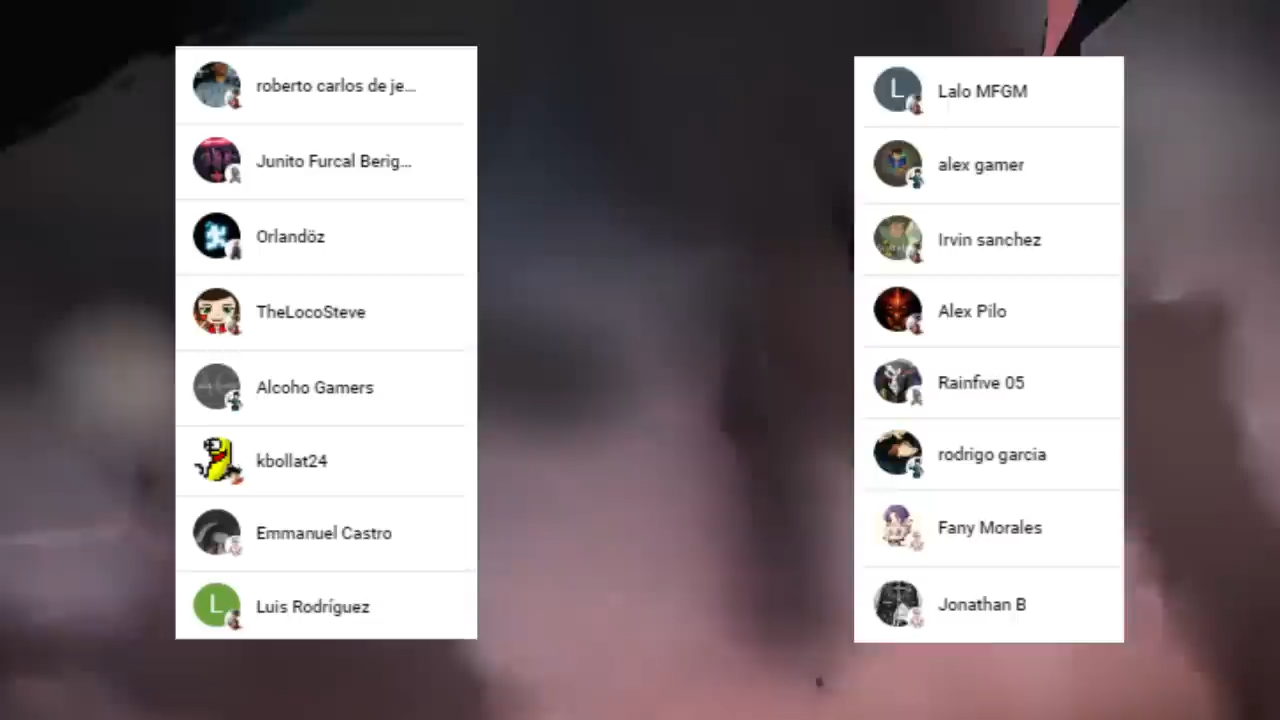 roberto carlos de je...
Junito Furcal Berig...
Orlandöz
TheLocoSteve
Alcoho Gamers
kbollat24
Emmanuel Castro
L
Luis Rodríguez
L
Lalo MFGM
alex gamer
Irvin sanchez
Alex Pilo
Rainfive 05
rodrigo garcia
Fany Morales
Jonathan B